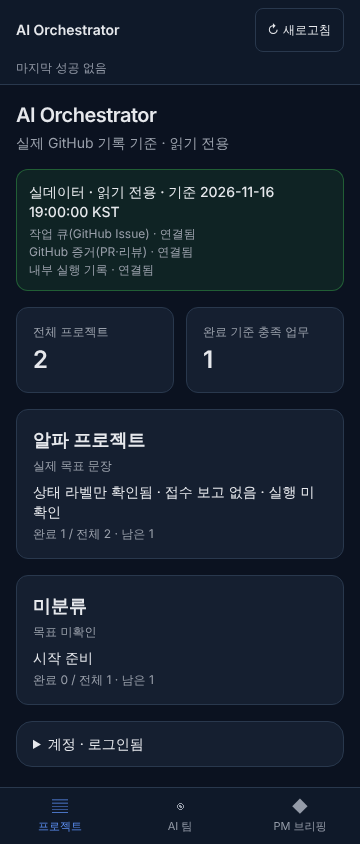 AI Orchestrator
새로고침
마지막 성공 없음
AI Orchestrator
실제 GitHub 기록 기준 · 읽기 전용
실데이터 · 읽기 전용 · 기준 2026-11-16
19:00:00 KST
작업 큐(GitHub Issue) · 연결됨
GitHub 증거(PR·리뷰) · 연결됨
내부 실행 기록 · 연결됨
전체 프로젝트
2
완료 기준 충족 업무
1
알파 프로젝트
실제 목표 문장
상태 라벨만 확인됨 · 접수 보고 없음 · 실행 미
확인
완료 1 / 전체 2 · 남은 1
미분류
목표 미확인
시작 준비
완료 0 / 전체 1 · 남은 1
계정 · 로그인됨
프로젝트
AI 팀
PM 브리핑